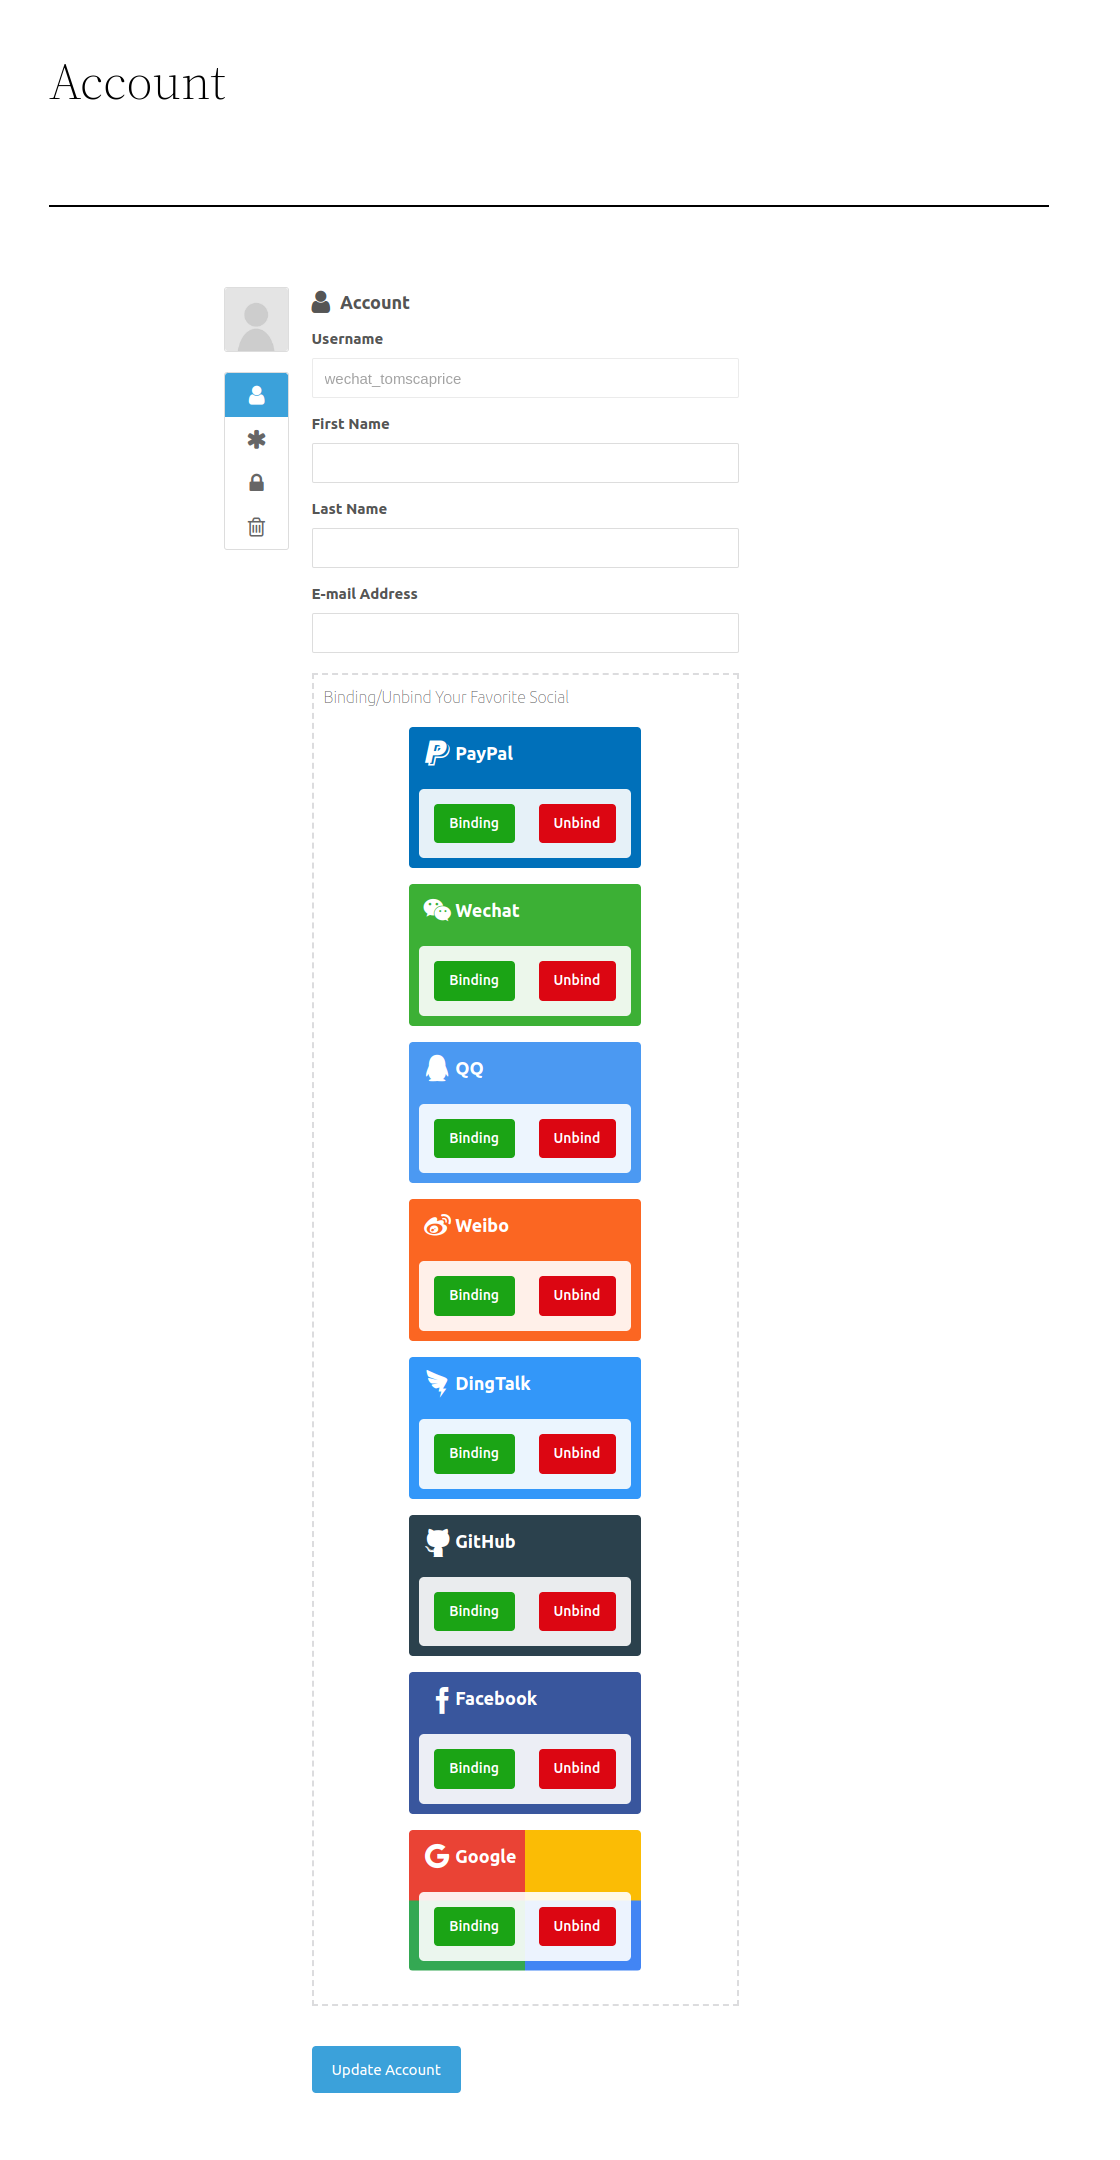 Account
Account
Username
wechat_tomscaprice
First Name
Last Name
E-mail Address
Binding/Unbind Your Favorite Social
PayPal
Binding Unbind
Wechat
Binding Unbind
QQ
Binding Unbind
Weibo
Binding Unbind
DingTalk
Binding Unbind
GitHub
Binding Unbind
Facebook
Binding Unbind
Google
Binding Unbind
Update Account